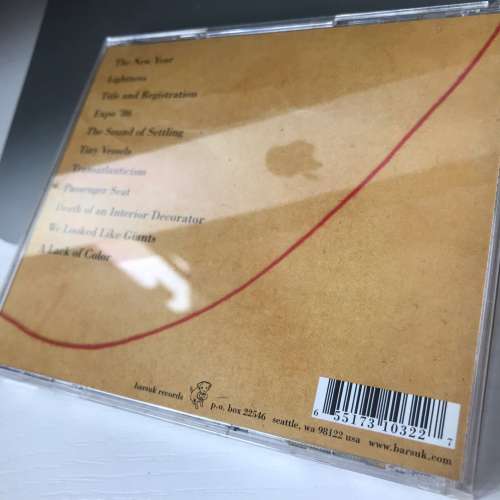 The New Year
Lightness
Title and Registration
Expo '86
The Sound of Settling
Tiny Vessels
Transatlanticism
Passenger Seat
Death of an Interior Decorator
We Looked Like Giants
A Lack of Color
barsuk records
p.o. box 22546 seattle, wa 98122 usa www.barsuk.com
6 55173 10322 7